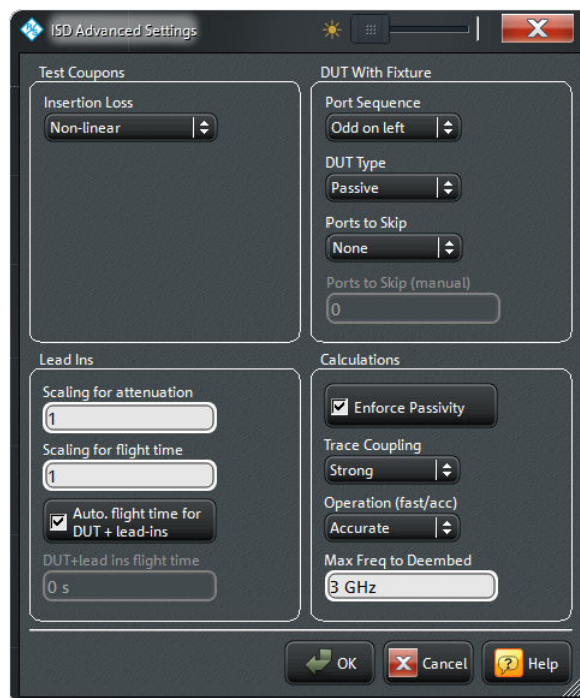 ISD Advanced Settings
Test Coupons
Insertion Loss
Non-linear
DUT With Fixture
Port Sequence
Odd on left
DUT Type
Passive
Ports to Skip
None
Ports to Skip (manual)
0
Lead Ins
Scaling for attenuation
1
Scaling for flight time
1
Auto. flight time for
DUT + lead-ins
DUT+lead ins flight time
0 s
Calculations
Enforce Passivity
Trace Coupling
Strong
Operation (fast/acc)
Accurate
Max Freq to Deembed
3 GHz
OK
Cancel
Help